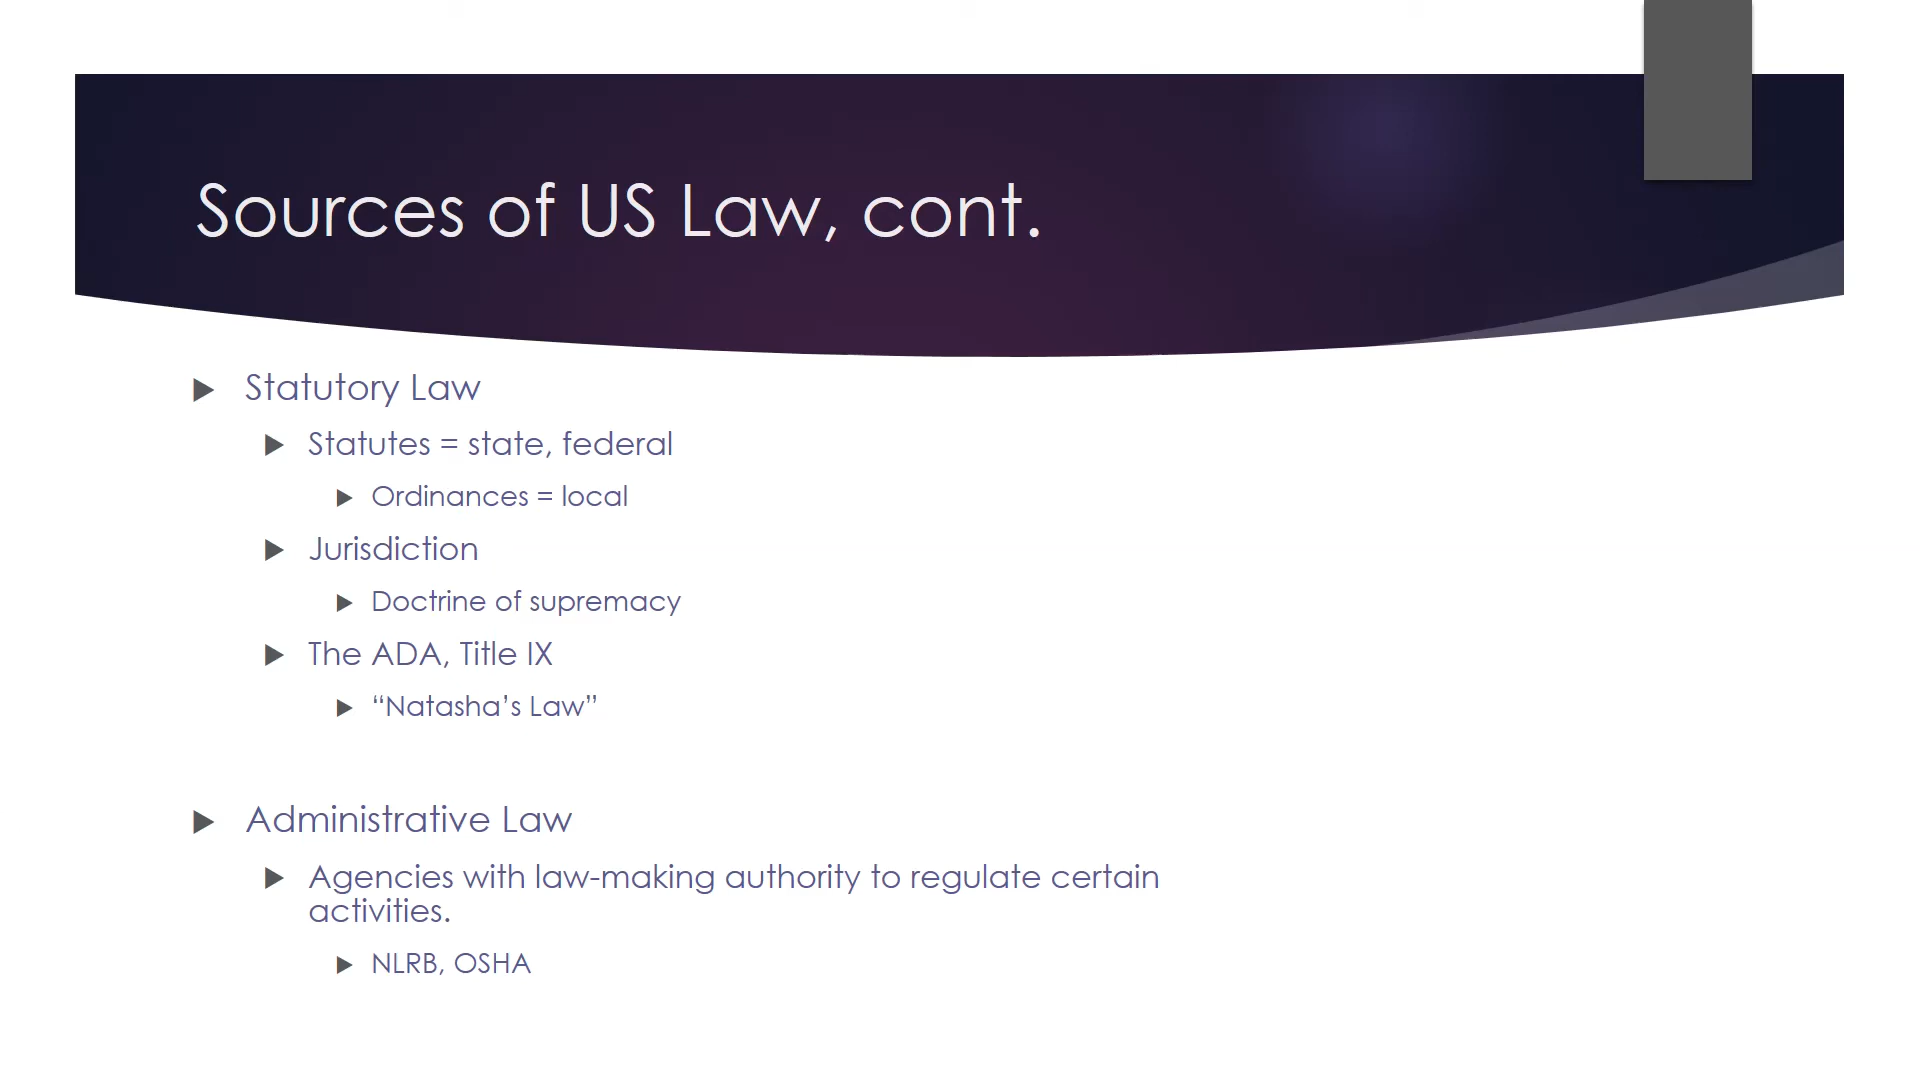 Sources of US Law, cont.
Statutory Law
Statutes = state, federal
Ordinances = local
Jurisdiction
Doctrine of supremacy
The ADA, Title IX
“Natasha’s Law”
Administrative Law
Agencies with law-making authority to regulate certain
activities.
NLRB, OSHA